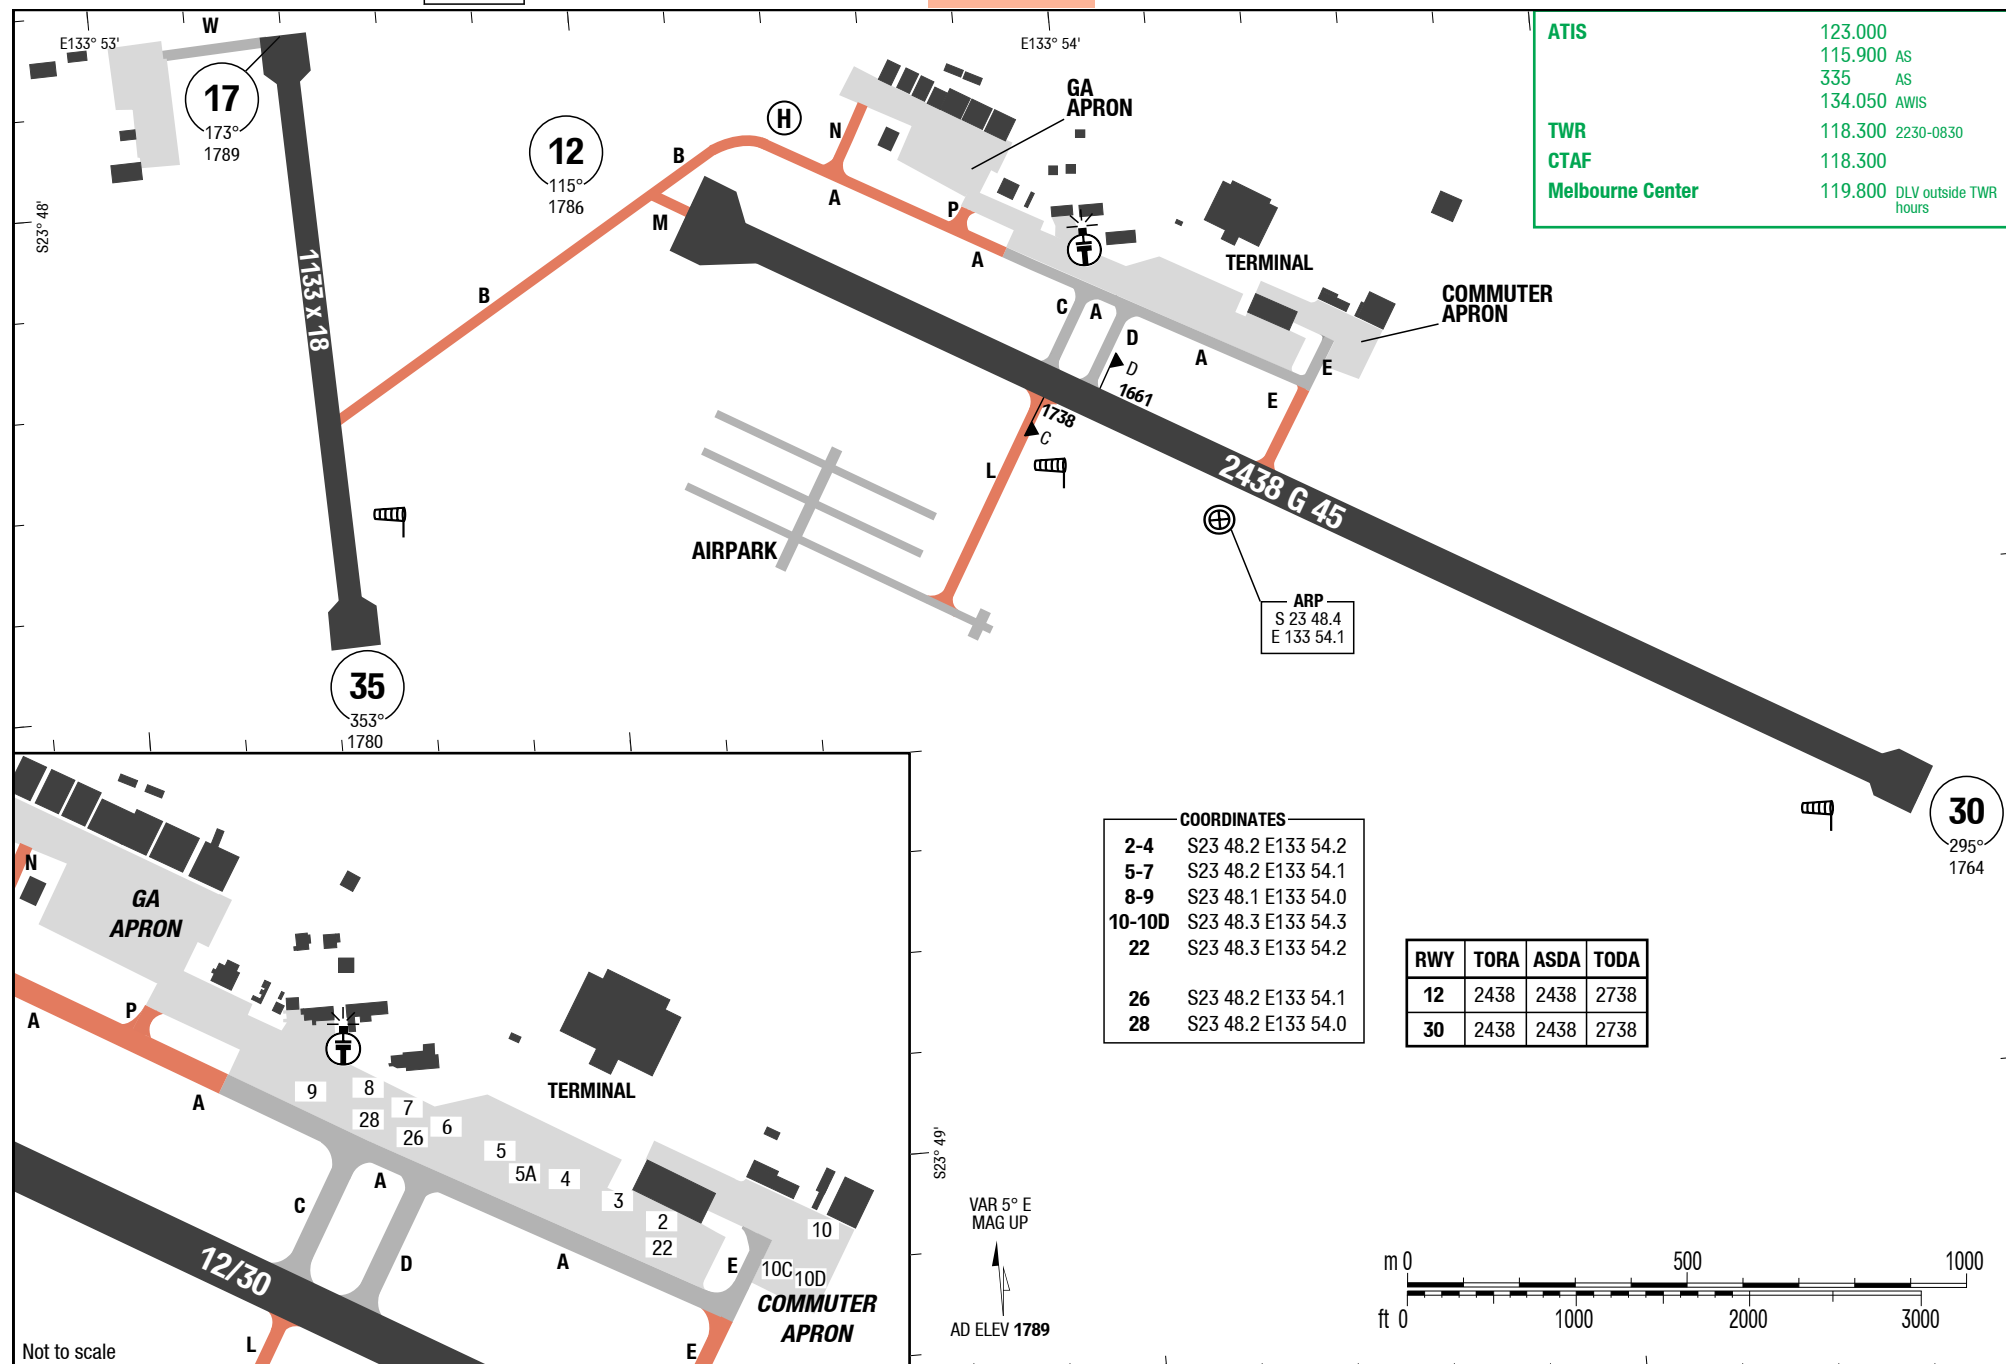 W
E133° 53'
17
173°
1789
S23° 48'
1133 x 18
35
353°
1780
12
115°
1786
B
M
B
H
N
A
P
A
E133° 54'
GA
APRON
TERMINAL
COMMUTER
APRON
C
A
D
A
E
E
D
1661
1738
C
L
2438 G 45
AIRPARK
ARP
S 23 48.4
E 133 54.1
30
295°
1764
ATIS 123.000
115.900 AS
335 AS
134.050 AWIS
TWR 118.300 2230-0830
CTAF 118.300
Melbourne Center 119.800 DLV outside TWR
hours
COORDINATES
2-4 S23 48.2 E133 54.2
5-7 S23 48.2 E133 54.1
8-9 S23 48.1 E133 54.0
10-10D S23 48.3 E133 54.3
22 S23 48.3 E133 54.2
26 S23 48.2 E133 54.1
28 S23 48.2 E133 54.0
RWY TORA ASDA TODA
12 2438 2438 2738
30 2438 2438 2738
N
GA
APRON
P
A
A
TERMINAL
9
8
28
7
26
6
5
5A
4
3
2
22
10
10C
10D
C
A
D
A
E
COMMUTER
APRON
12/30
L
E
Not to scale
S23° 49'
VAR 5° E
MAG UP
AD ELEV 1789
m 0 500 1000
ft 0 1000 2000 3000